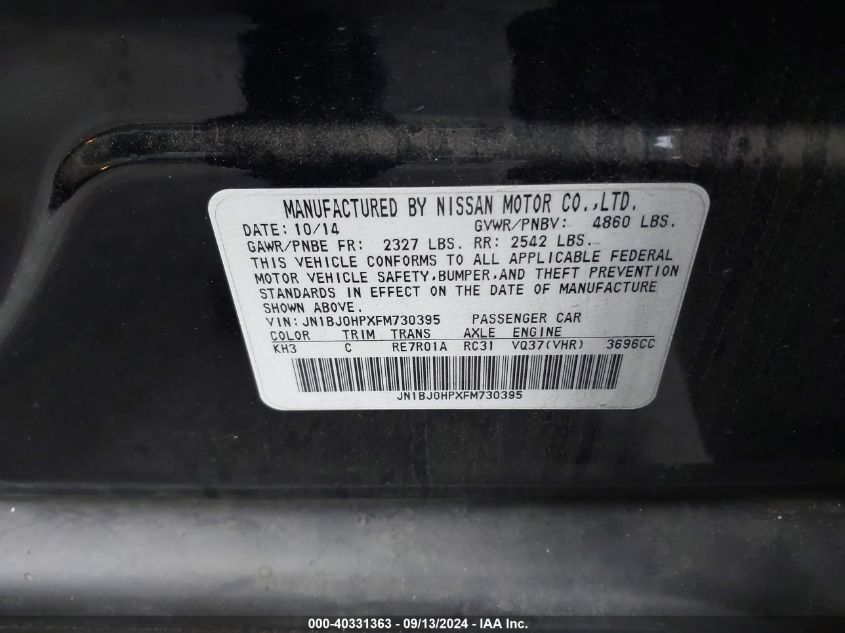 MANUFACTURED BY NISSAN MOTOR CO.,LTD.
DATE: 10/14 GVWR/PNBV: 4860 LBS.
GAWR/PNBE FR: 2327 LBS. RR: 2542 LBS.
THIS VEHICLE CONFORMS TO ALL APPLICABLE FEDERAL
MOTOR VEHICLE SAFETY,BUMPER,AND THEFT PREVENTION
STANDARDS IN EFFECT ON THE DATE OF MANUFACTURE
SHOWN ABOVE.
VIN: JN1BJ0HPXFM730395 PASSENGER CAR
COLOR TRIM TRANS AXLE ENGINE
KH3 C RE7R01A RC31 VQ37(VHR) 3696CC
JN1BJ0HPXFM730395
000-40331363 - 09/13/2024 - IAA Inc.